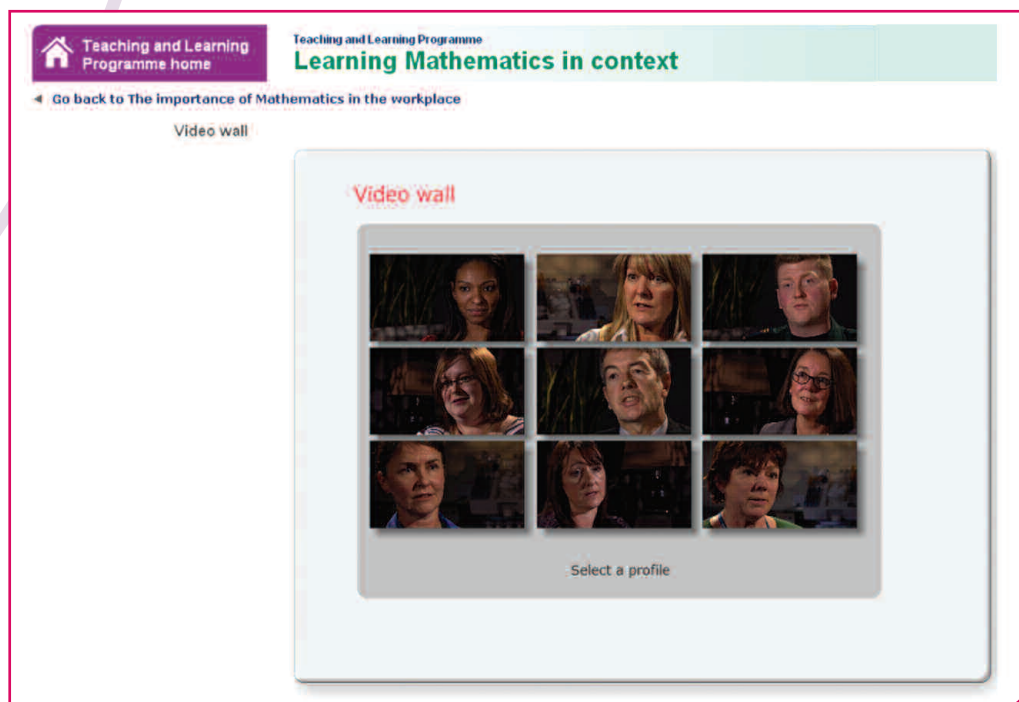 Teaching and Learning
Programme home
Teaching and Learning Programme
Learning Mathematics in context
Go back to The importance of Mathematics in the workplace
Video wall
Video wall
Select a profile